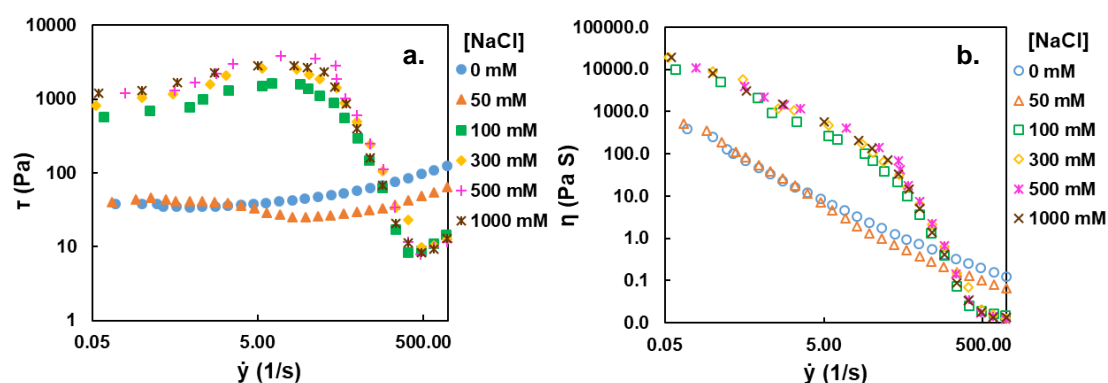 a.
10000
1000
100
10
1
τ (Pa)
0.05
5.00
500.00
ẏ (1/s)
[NaCl]
0 mM
50 mM
100 mM
300 mM
500 mM
1000 mM
b.
100000.0
10000.0
1000.0
100.0
10.0
1.0
0.1
0.0
η (Pa S)
0.05
5.00
500.00
ẏ (1/s)
[NaCl]
0 mM
50 mM
100 mM
300 mM
500 mM
1000 mM